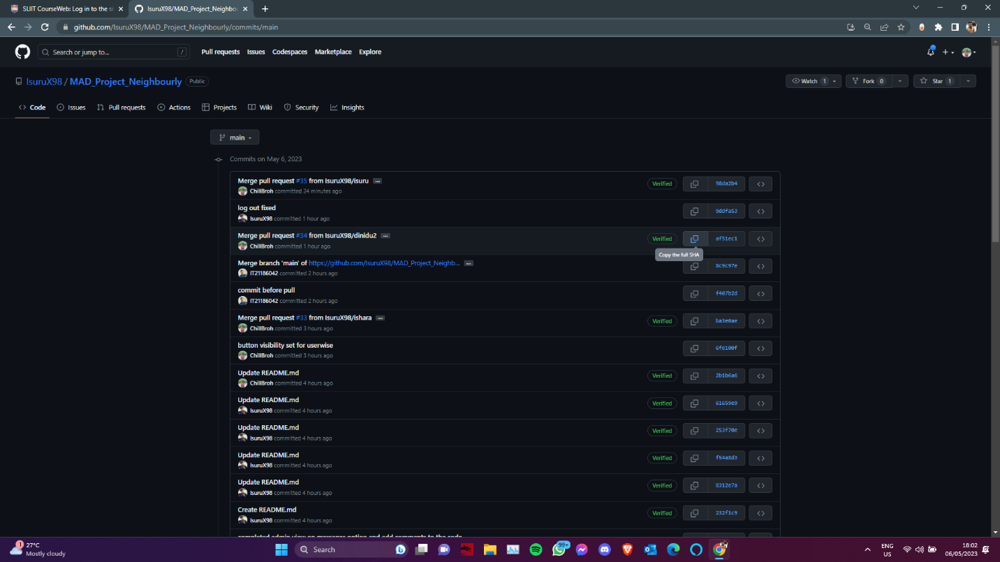 SLIIT CourseWeb: Log in to the si
IsuruX98/MAD_Project_Neighbou
github.com/IsuruX98/MAD_Project_Neighbourly/commits/main
Search or jump to... /
Pull requests Issues Codespaces Marketplace Explore
IsuruX98 / MAD_Project_Neighbourly Public
Watch 1 Fork 0 Star 1
Code Issues Pull requests Actions Projects Wiki Security Insights
main
Commits on May 6, 2023
Merge pull request #35 from IsuruX98/isuru ...
ChillBroh committed 24 minutes ago
Verified 98da2b4
log out fixed
IsuruX98 committed 1 hour ago
9ddfa53
Merge pull request #34 from IsuruX98/dinidu2 ...
ChillBroh committed 1 hour ago
Verified af51ec1
Copy the full SHA
Merge branch 'main' of https://github.com/IsuruX98/MAD_Project_Neighb... ...
IT21186042 committed 2 hours ago
8c9c97e
commit before pull
IT21186042 committed 2 hours ago
f407b2d
Merge pull request #33 from IsuruX98/ishara ...
ChillBroh committed 3 hours ago
Verified ba3e0ae
button visibility set for userwise
ChillBroh committed 3 hours ago
6fe100f
Update README.md
ChillBroh committed 4 hours ago
Verified 2b1b6a6
Update README.md
IsuruX98 committed 4 hours ago
Verified 61659e9
Update README.md
IsuruX98 committed 4 hours ago
Verified 253f70e
Update README.md
IsuruX98 committed 4 hours ago
Verified f54a8d3
Update README.md
IsuruX98 committed 4 hours ago
Verified 8312e7a
Create README.md
IsuruX98 committed 4 hours ago
Verified 232f1c9
completed admin view on messages option and add comments to the code
1
27°C
Mostly cloudy
Search
99+
ENG
US
18:02
06/05/2023